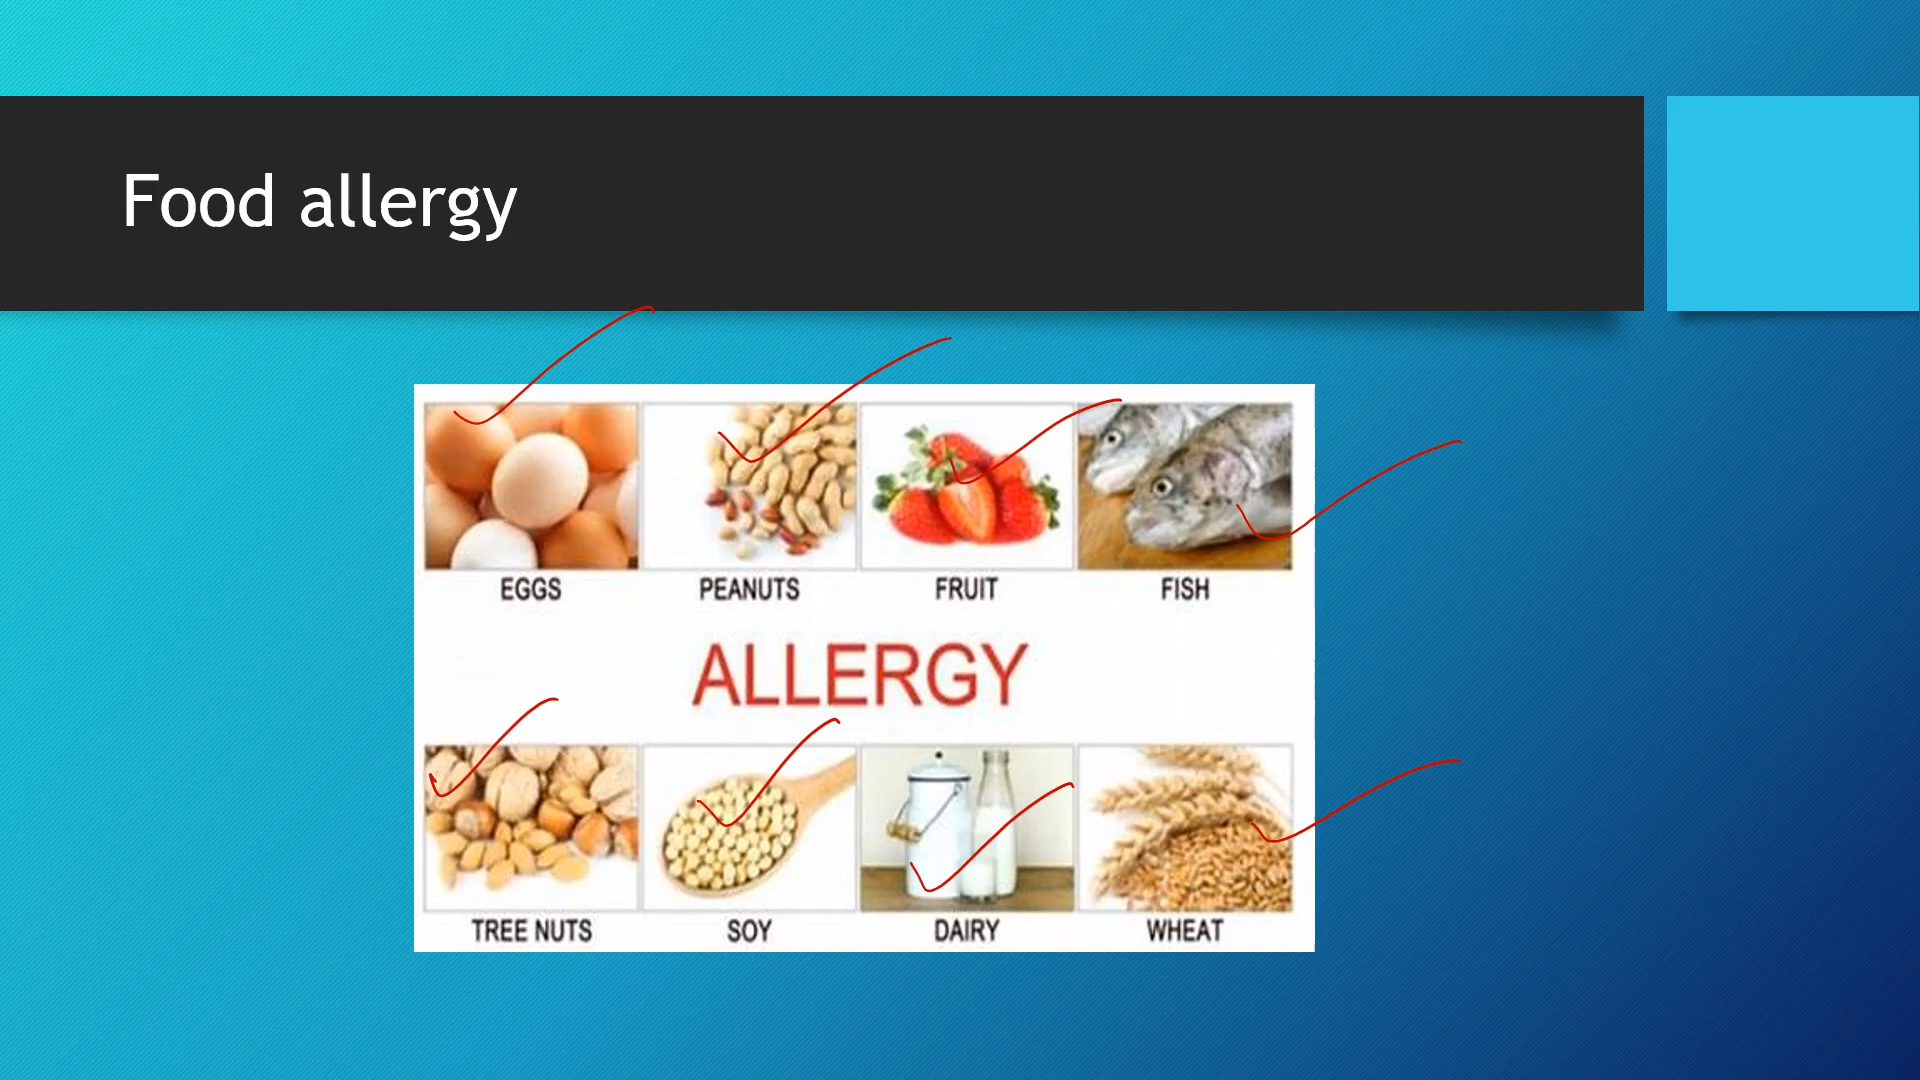 Food allergy
EGGS PEANUTS FRUIT FISH
ALLERGY
TREE NUTS SOY DAIRY WHEAT